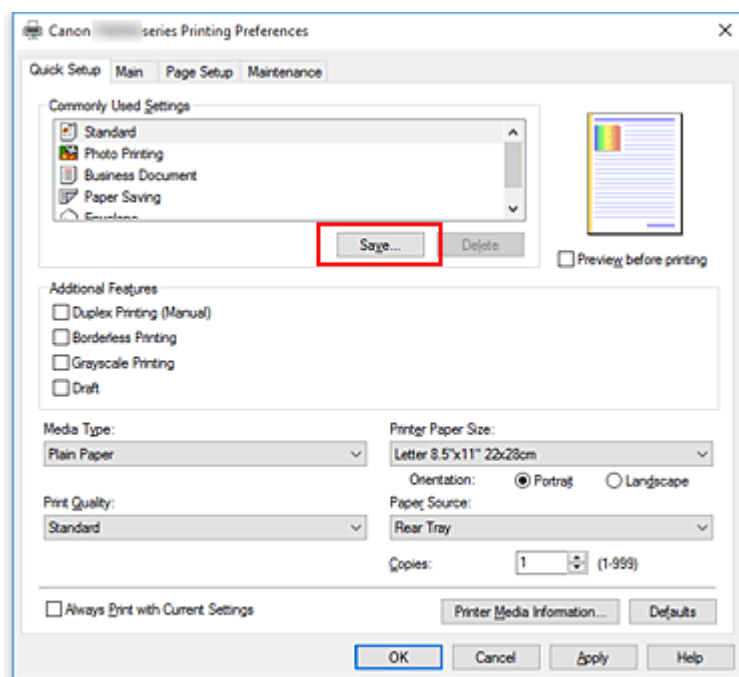 Canon series Printing Preferences
Quick Setup Main Page Setup Maintenance
Commonly Used Settings
Standard
Photo Printing
Business Document
Paper Saving
Envelope
Save... Delete
Preview before printing
Additional Features
Duplex Printing (Manual)
Borderless Printing
Grayscale Printing
Draft
Media Type: Printer Paper Size:
Plain Paper Letter 8.5"x11" 22x28cm
Orientation: Portrait Landscape
Print Quality: Paper Source:
Standard Rear Tray
Copies: 1 (1-999)
Always Print with Current Settings Printer Media Information... Defaults
OK Cancel Apply Help